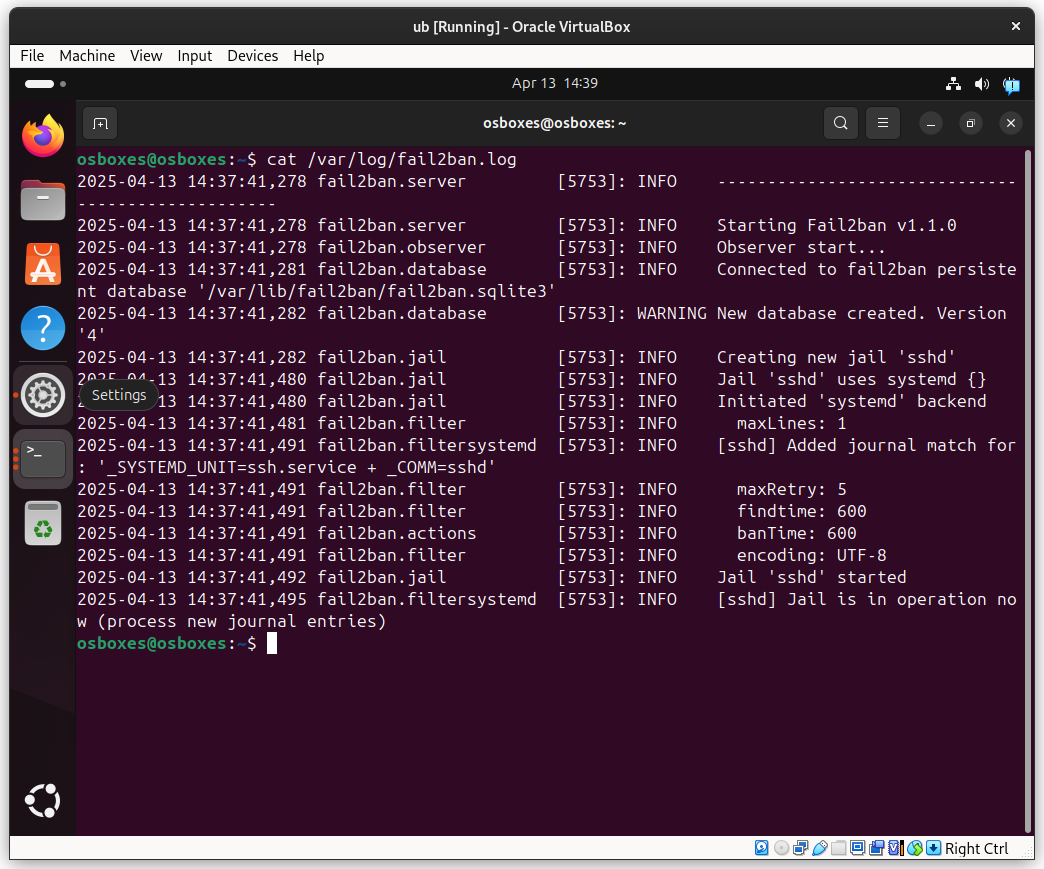 ub [Running] - Oracle VirtualBox
File Machine View Input Devices Help
Apr 13 14:39
osboxes@osboxes: ~
osboxes@osboxes:~$ cat /var/log/fail2ban.log
2025-04-13 14:37:41,278 fail2ban.server         [5753]: INFO    ------------------------------
--------------------
2025-04-13 14:37:41,278 fail2ban.server         [5753]: INFO    Starting Fail2ban v1.1.0
2025-04-13 14:37:41,278 fail2ban.observer       [5753]: INFO    Observer start...
2025-04-13 14:37:41,281 fail2ban.database       [5753]: INFO    Connected to fail2ban persiste
nt database '/var/lib/fail2ban/fail2ban.sqlite3'
2025-04-13 14:37:41,282 fail2ban.database       [5753]: WARNING New database created. Version
'4'
2025-04-13 14:37:41,282 fail2ban.jail           [5753]: INFO    Creating new jail 'sshd'
2025-04-13 14:37:41,480 fail2ban.jail           [5753]: INFO    Jail 'sshd' uses systemd {}
Settings
2025-04-13 14:37:41,480 fail2ban.jail           [5753]: INFO    Initiated 'systemd' backend
2025-04-13 14:37:41,481 fail2ban.filter         [5753]: INFO      maxLines: 1
2025-04-13 14:37:41,491 fail2ban.filtersystemd  [5753]: INFO    [sshd] Added journal match for
: '_SYSTEMD_UNIT=ssh.service + _COMM=sshd'
2025-04-13 14:37:41,491 fail2ban.filter         [5753]: INFO      maxRetry: 5
2025-04-13 14:37:41,491 fail2ban.filter         [5753]: INFO      findtime: 600
2025-04-13 14:37:41,491 fail2ban.actions        [5753]: INFO      banTime: 600
2025-04-13 14:37:41,491 fail2ban.filter         [5753]: INFO      encoding: UTF-8
2025-04-13 14:37:41,492 fail2ban.jail           [5753]: INFO    Jail 'sshd' started
2025-04-13 14:37:41,495 fail2ban.filtersystemd  [5753]: INFO    [sshd] Jail is in operation no
w (process new journal entries)
osboxes@osboxes:~$
Right Ctrl